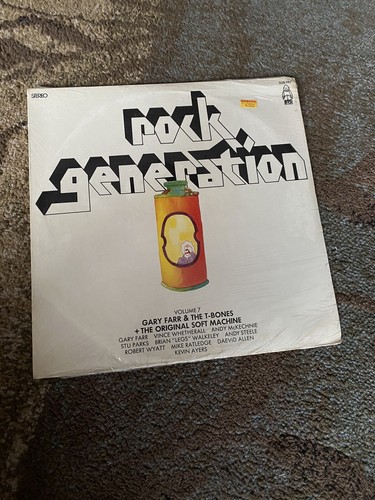 STEREO
rock
generation
VOLUME 7
GARY FARR & THE T-BONES
+ THE ORIGINAL SOFT MACHINE
GARY FARR VINCE WHETHERALL ANDY McKECHNIE
STU PARKS BRIAN "LEGS" WALKELEY ANDY STEELE
ROBERT WYATT MIKE RATLEDGE DAEVID ALLEN
KEVIN AYERS